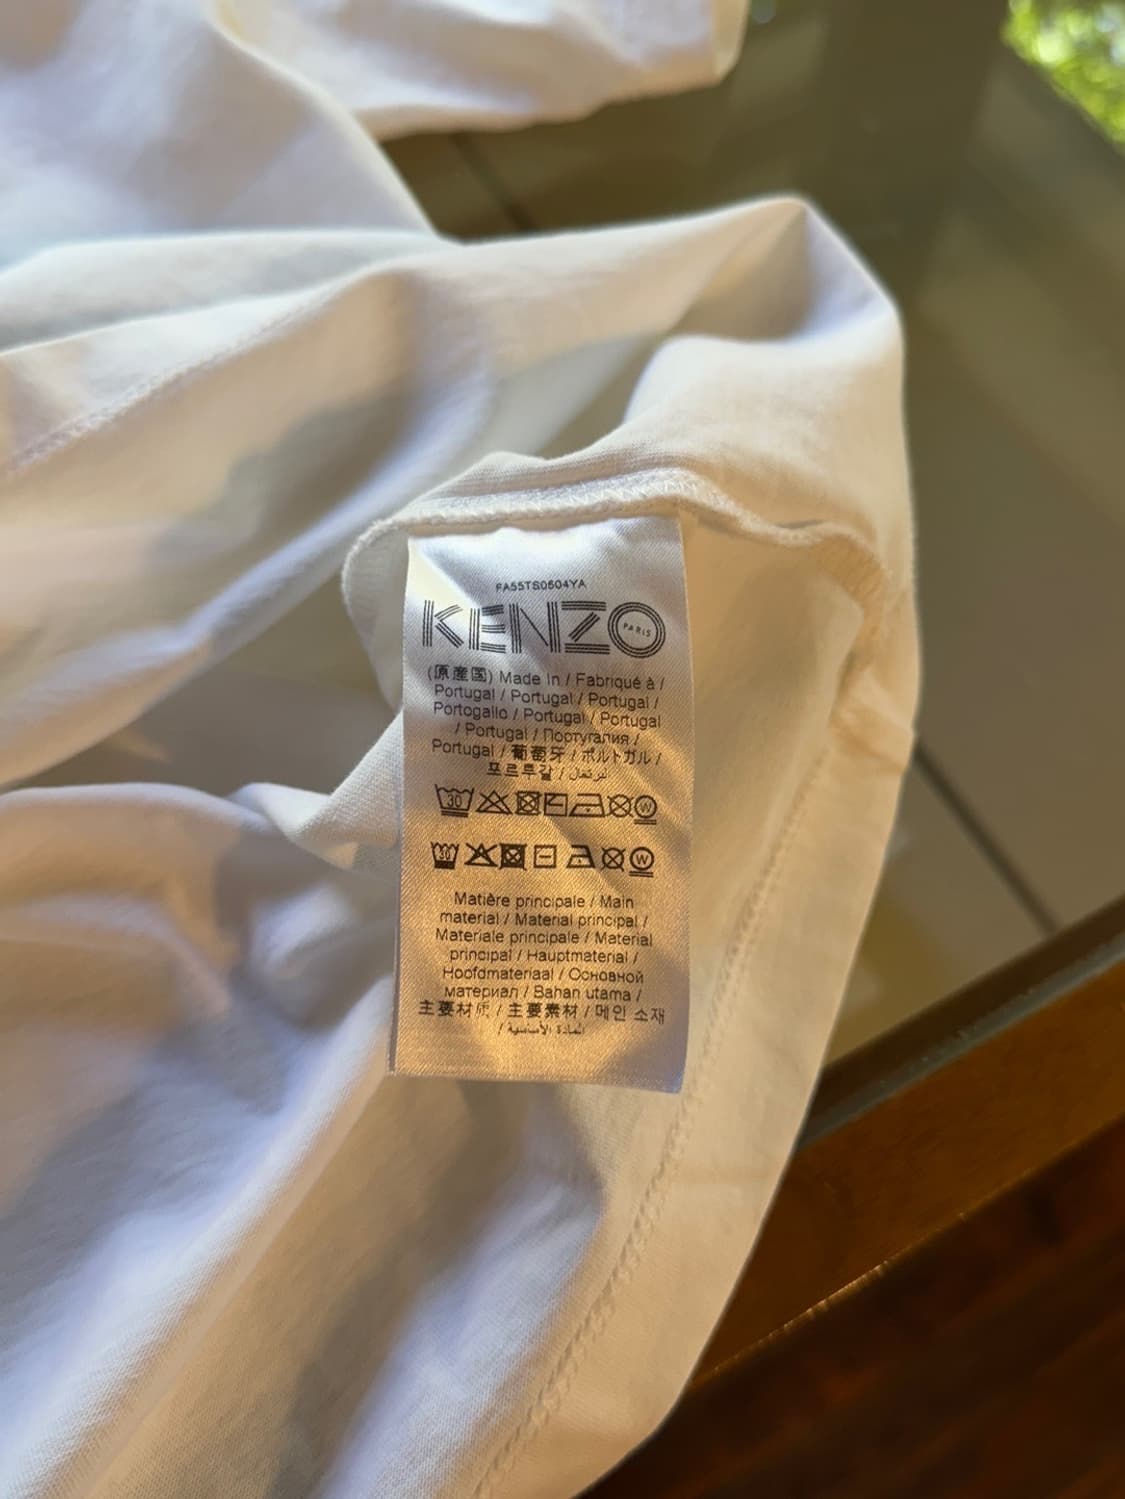 FA55TS0504YA
KENZO
PARIS
(原産国) Made In / Fabriqué à /
Portugal / Portugal / Portugal /
Portogallo / Portugal / Portugal
/ Portugal / Португалия /
Portugal / 葡萄牙 / ポルトガル /
포르투갈 / البرتغال /
30 W
30 W
Matière principale / Main
material / Material principal /
Materiale principale / Material
principal / Hauptmaterial /
Hoofdmateriaal / Основной
материал / Bahan utama /
主要材质 / 主要素材 / 메인 소재
/ المادة الأساسية /